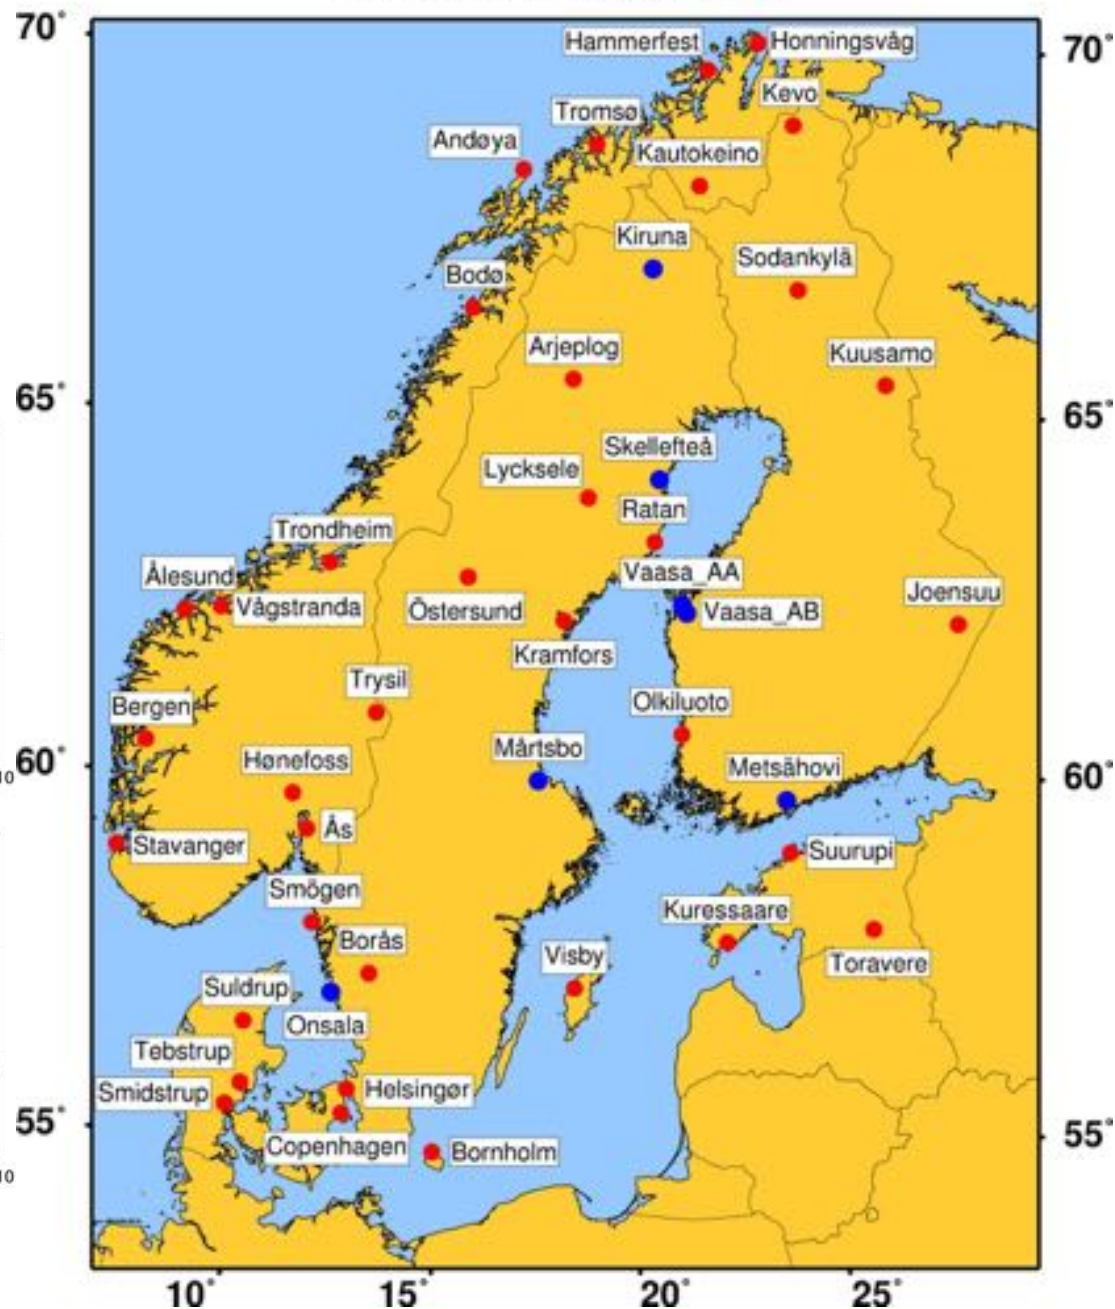 70°
70°
Hammerfest
Honningsvåg
Kevo
Tromsø
Andøya
Kautokeino
Kiruna
Sodankylä
Bodø
Arjeplog
Kuusamo
65°
65°
Skellefteå
Lycksele
Ratan
Trondheim
Vaasa_AA
Ålesund
Joensuu
Vågstranda
Östersund
Vaasa_AB
Kramfors
Trysil
Olkiluoto
Bergen
Mårtsbo
60°
60°
Hønefoss
Metsähovi
10
Ås
Stavanger
Suurupi
Smögen
Kuressaare
Borås
Visby
Toravere
Suldrup
Onsala
Tebstrup
Smidstrup
Helsingør
55°
55°
Copenhagen
Bornholm
10
10°
15°
20°
25°